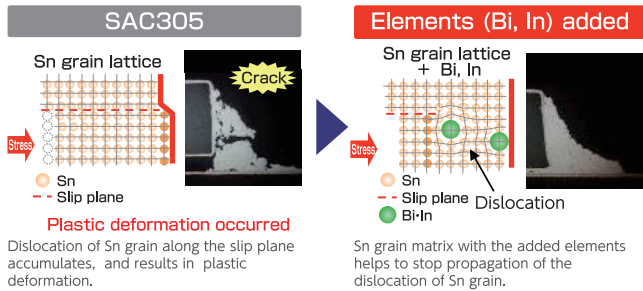 SAC305
Sn grain lattice
Crack
Stress
Sn
Slip plane
Plastic deformation occurred
Dislocation of Sn grain along the slip plane
accumulates, and results in plastic
deformation.
Elements (Bi, In) added
Sn grain lattice
+ Bi, In
Stress
Sn
Slip plane
Bi·In
Dislocation
Sn grain matrix with the added elements
helps to stop propagation of the
dislocation of Sn grain.